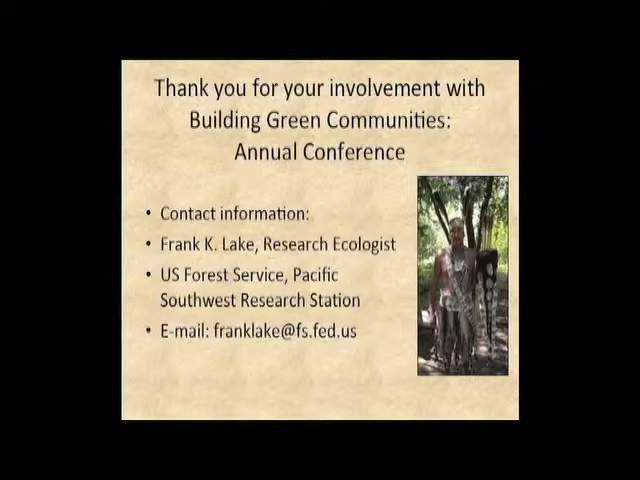 Thank you for your involvement with
Building Green Communities:
Annual Conference
• Contact information:
• Frank K. Lake, Research Ecologist
• US Forest Service, Pacific
Southwest Research Station
• E-mail: franklake@fs.fed.us